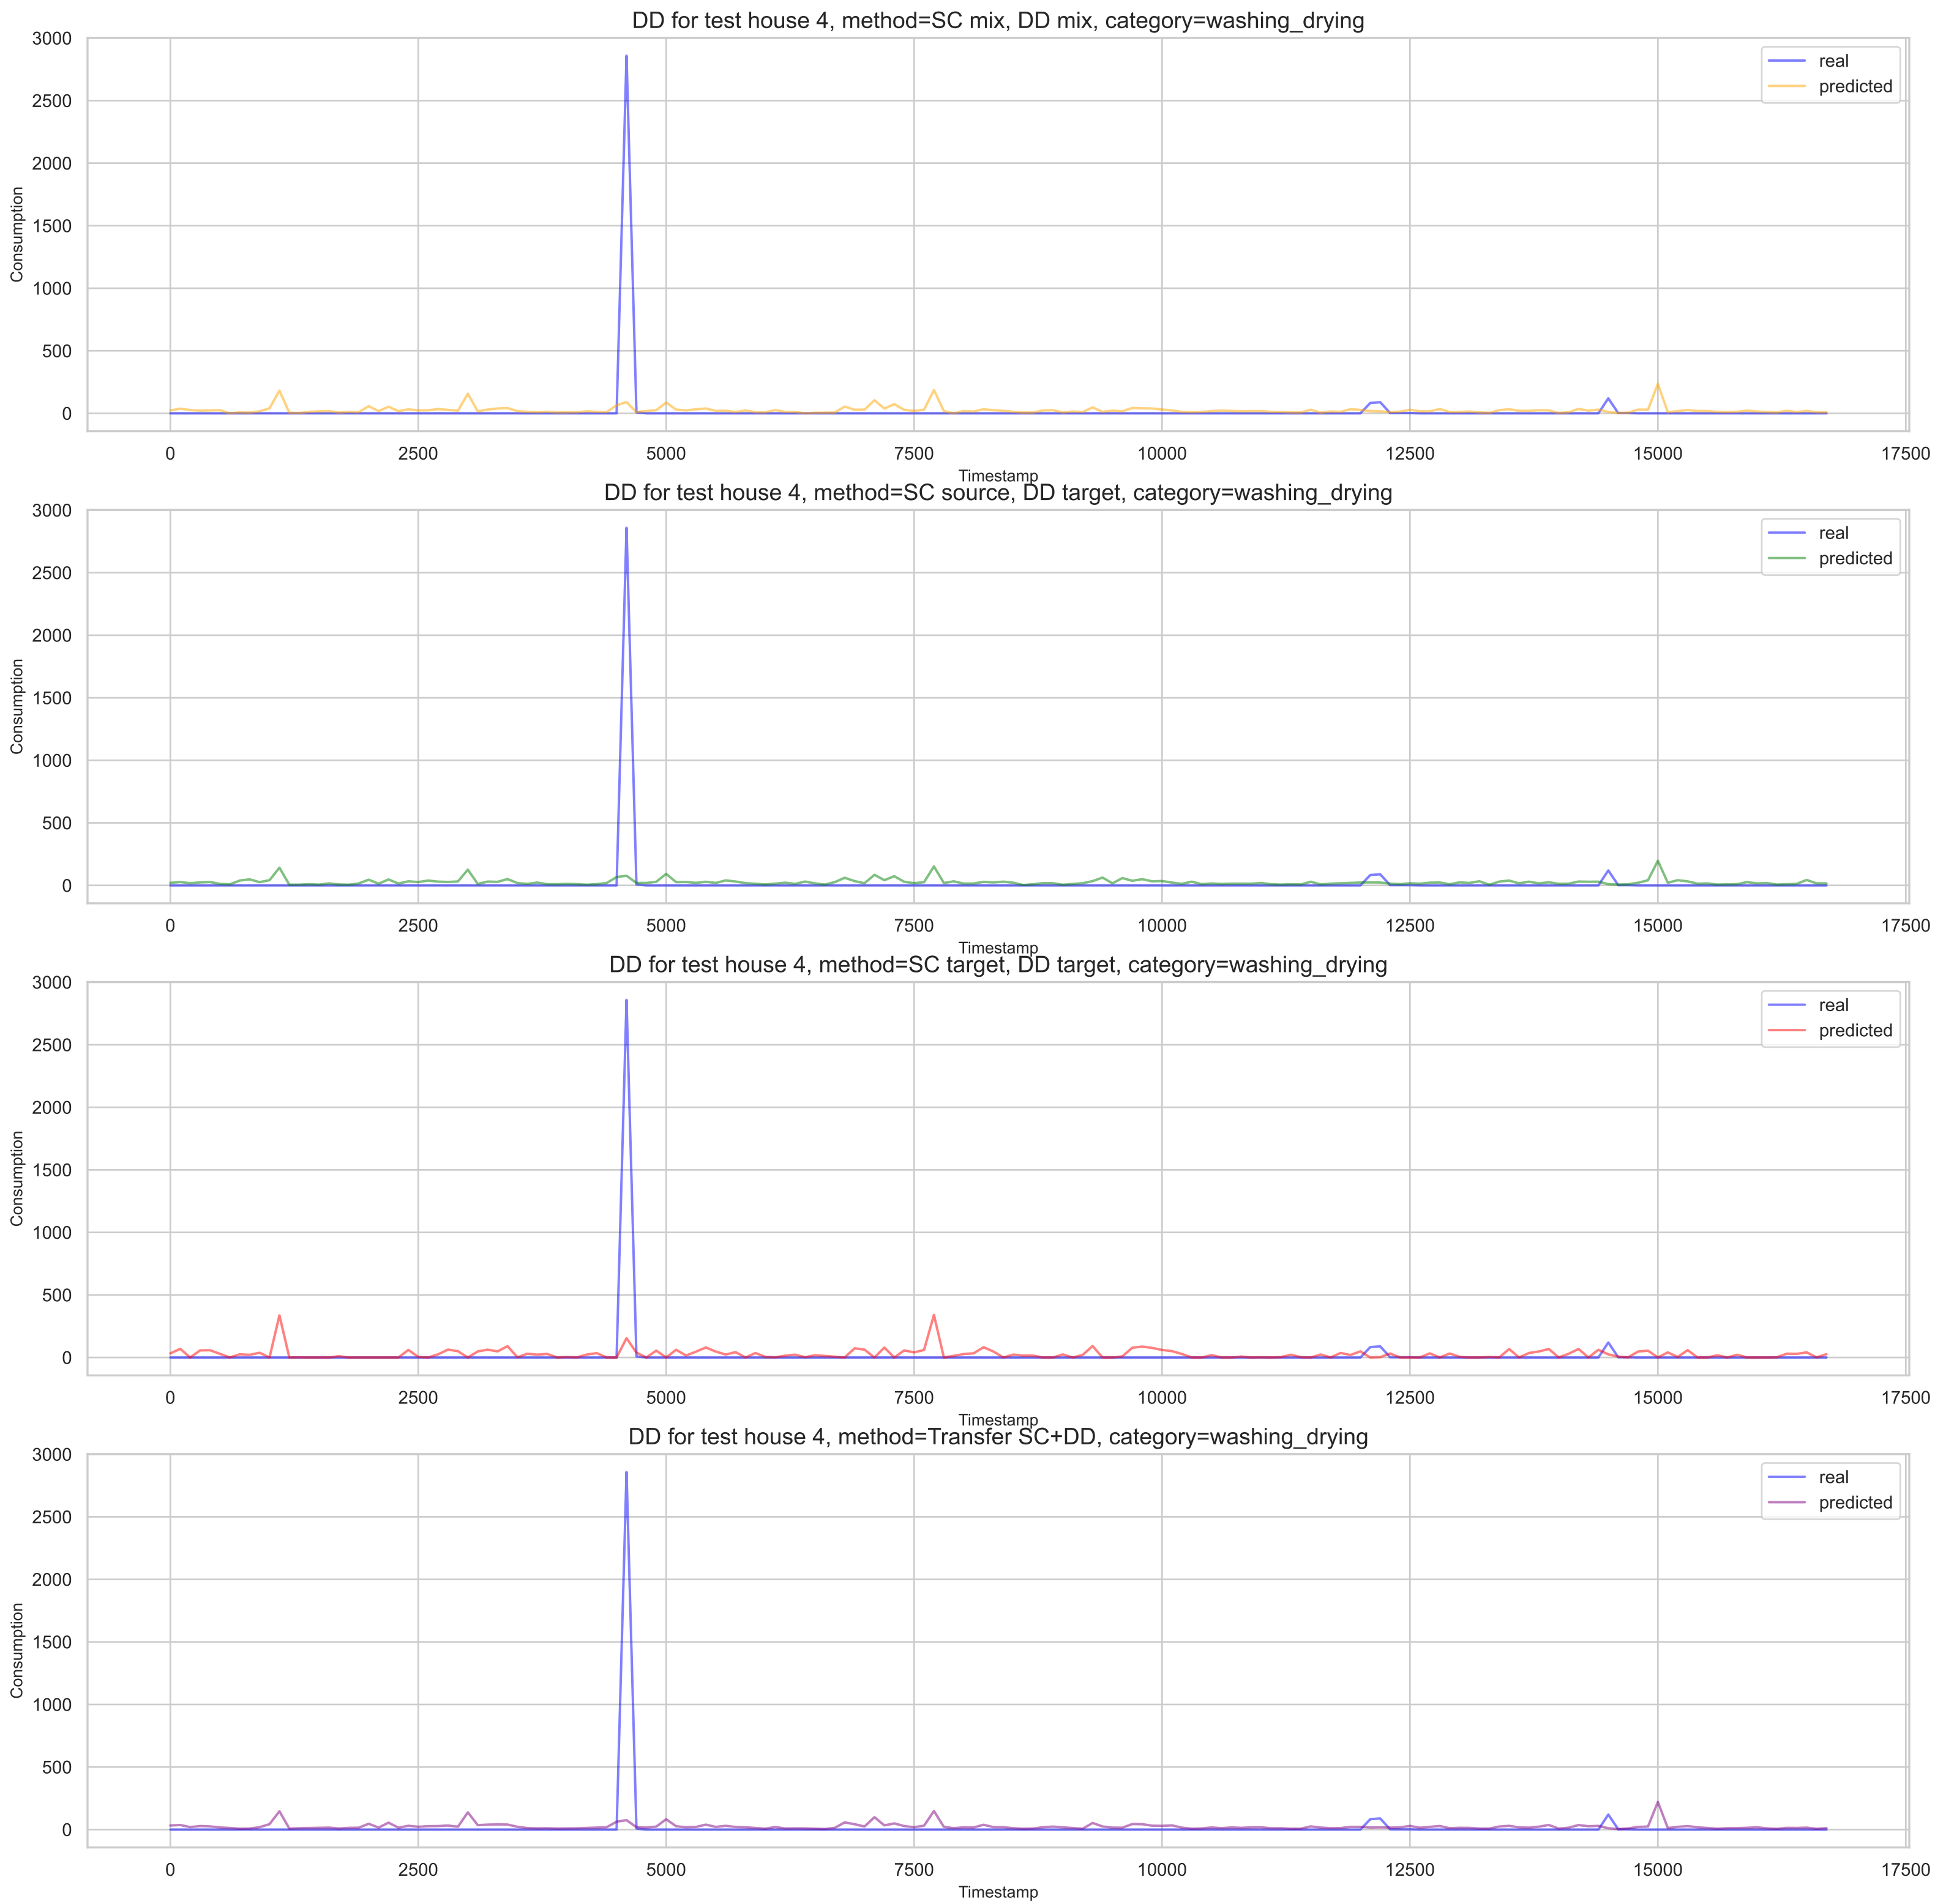 DD for test house 4, method=SC mix, DD mix, category=washing_drying
3000
2500
2000
1500
1000
500
0
Consumption
real
predicted
0 2500 5000 7500 10000 12500 15000 17500
Timestamp
DD for test house 4, method=SC source, DD target, category=washing_drying
3000
2500
2000
1500
1000
500
0
Consumption
real
predicted
0 2500 5000 7500 10000 12500 15000 17500
Timestamp
DD for test house 4, method=SC target, DD target, category=washing_drying
3000
2500
2000
1500
1000
500
0
Consumption
real
predicted
0 2500 5000 7500 10000 12500 15000 17500
Timestamp
DD for test house 4, method=Transfer SC+DD, category=washing_drying
3000
2500
2000
1500
1000
500
0
Consumption
real
predicted
0 2500 5000 7500 10000 12500 15000 17500
Timestamp